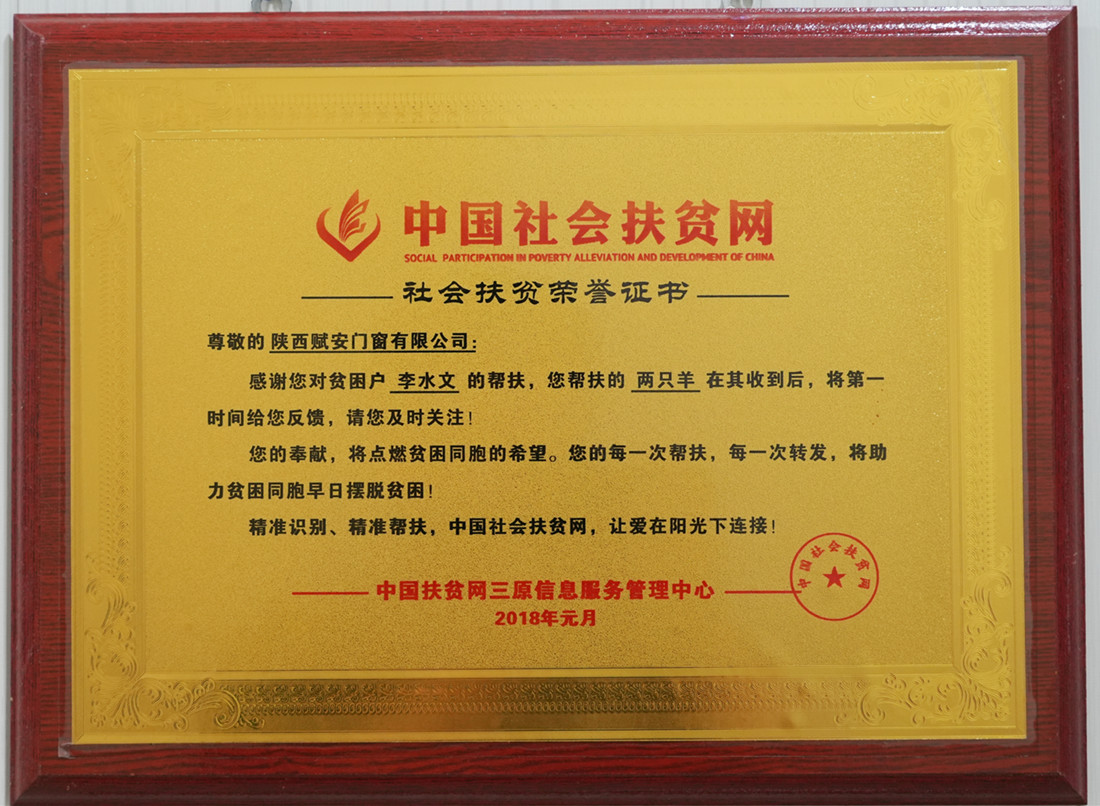 中国社会扶贫网
SOCIAL PARTICIPATION IN POVERTY ALLEVIATION AND DEVELOPMENT OF CHINA
社会扶贫荣誉证书
尊敬的 陕西赋安门窗有限公司:
感谢您对贫困户 李水文 的帮扶，您帮扶的 两只羊 在其收到后，将第一
时间给您反馈，请您及时关注！
您的奉献，将点燃贫困同胞的希望。您的每一次帮扶，每一次转发，将助
力贫困同胞早日摆脱贫困！
精准识别、精准帮扶，中国社会扶贫网，让爱在阳光下连接！
中国扶贫网三原信息服务管理中心
2018年元月
中国社会扶贫网